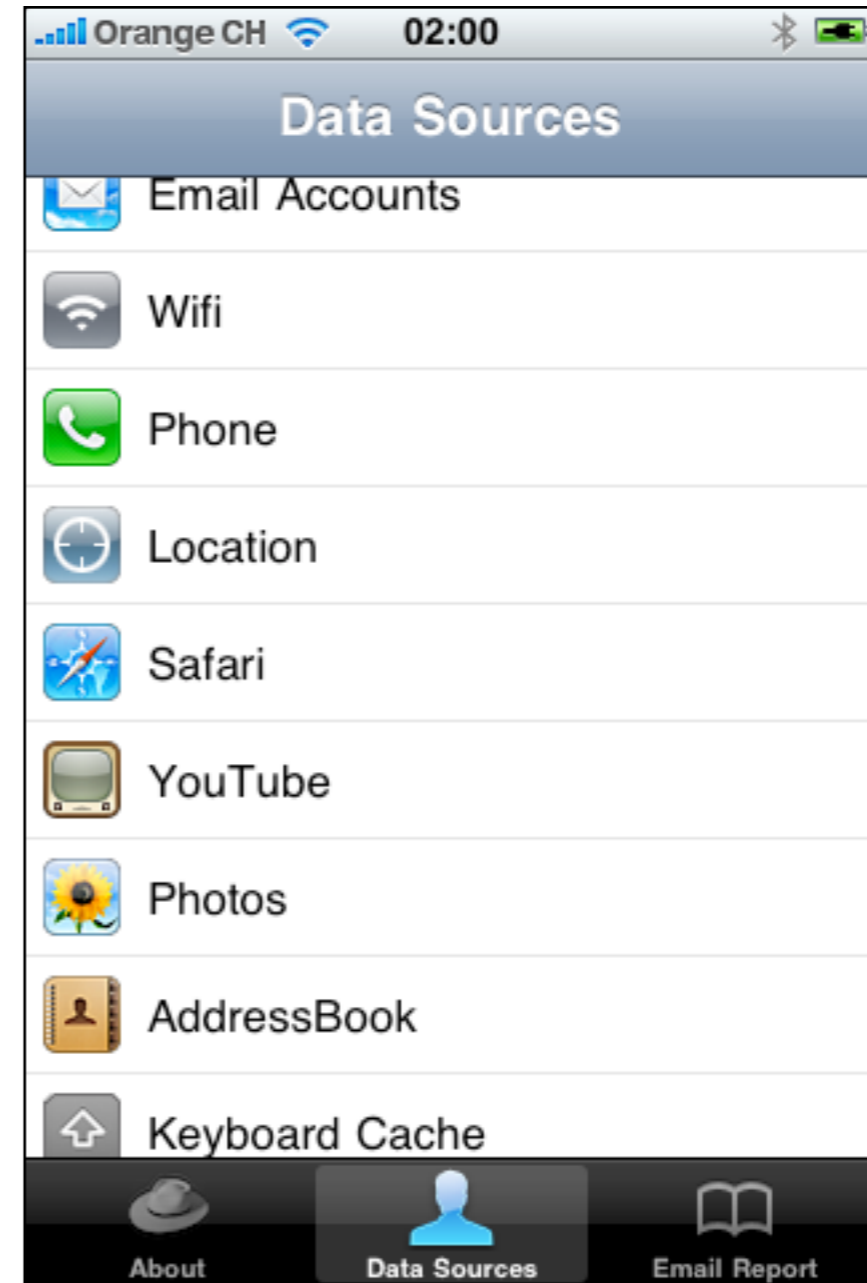 Orange CH 02:00
Data Sources
Email Accounts
Wifi
Phone
Location
Safari
YouTube
Photos
AddressBook
Keyboard Cache
About Data Sources Email Report